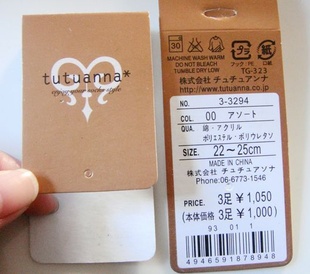 tutuanna*
30
プラ
PE
紙
MACHINE WASH WARM
DO NOT BLEACH
TUMBLE DRY LOW
TG-323
株式会社 チュチュアンナ
http://www.tutuanna.co.jp
NO. 3-3294
COL. 00 アソート
QUA. 綿・アクリル
ポリエステル・ポリウレタン
SIZE. 22～25cm
MADE IN CHINA
株式会社 チュチュアンナ
Phone:06-6773-1546
PRICE. 3足 ¥1,050
(本体価格 3足 ¥1,000)
93 01 1
4946591878948